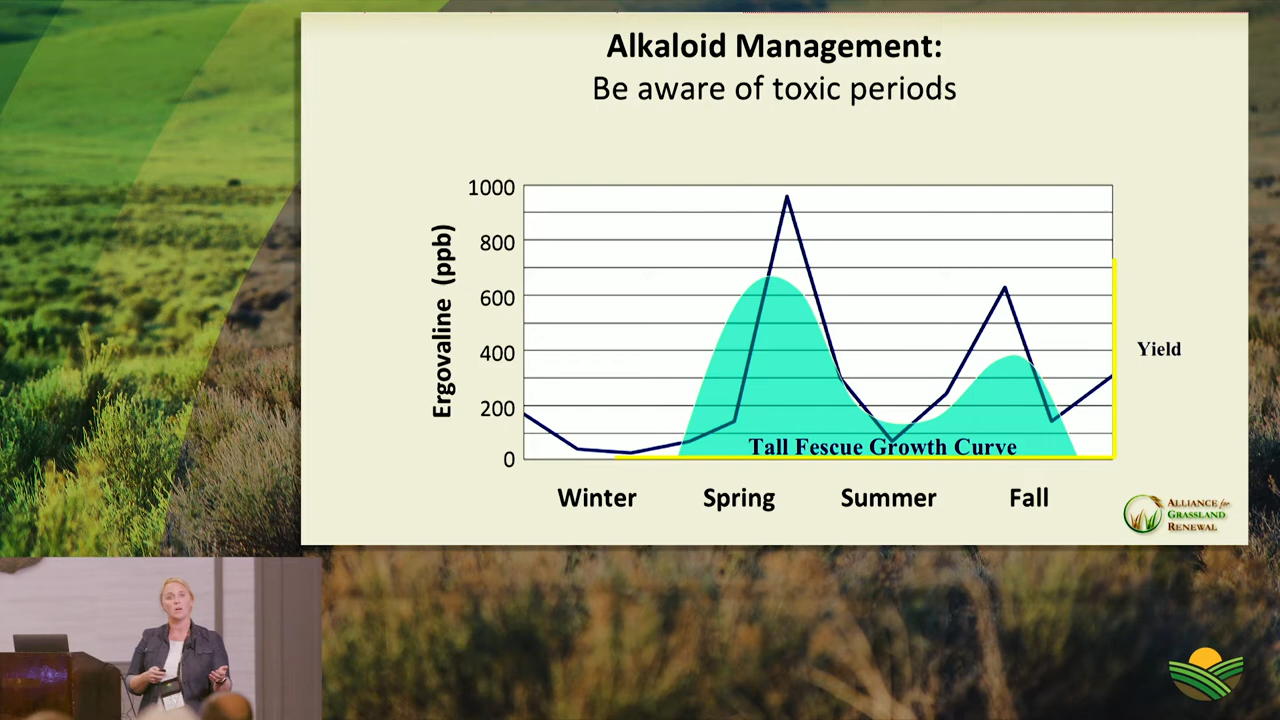 Alkaloid Management:
Be aware of toxic periods
Ergovaline (ppb)
1000
800
600
400
200
0
Yield
Tall Fescue Growth Curve
Winter Spring Summer Fall
ALLIANCE for
GRASSLAND
RENEWAL